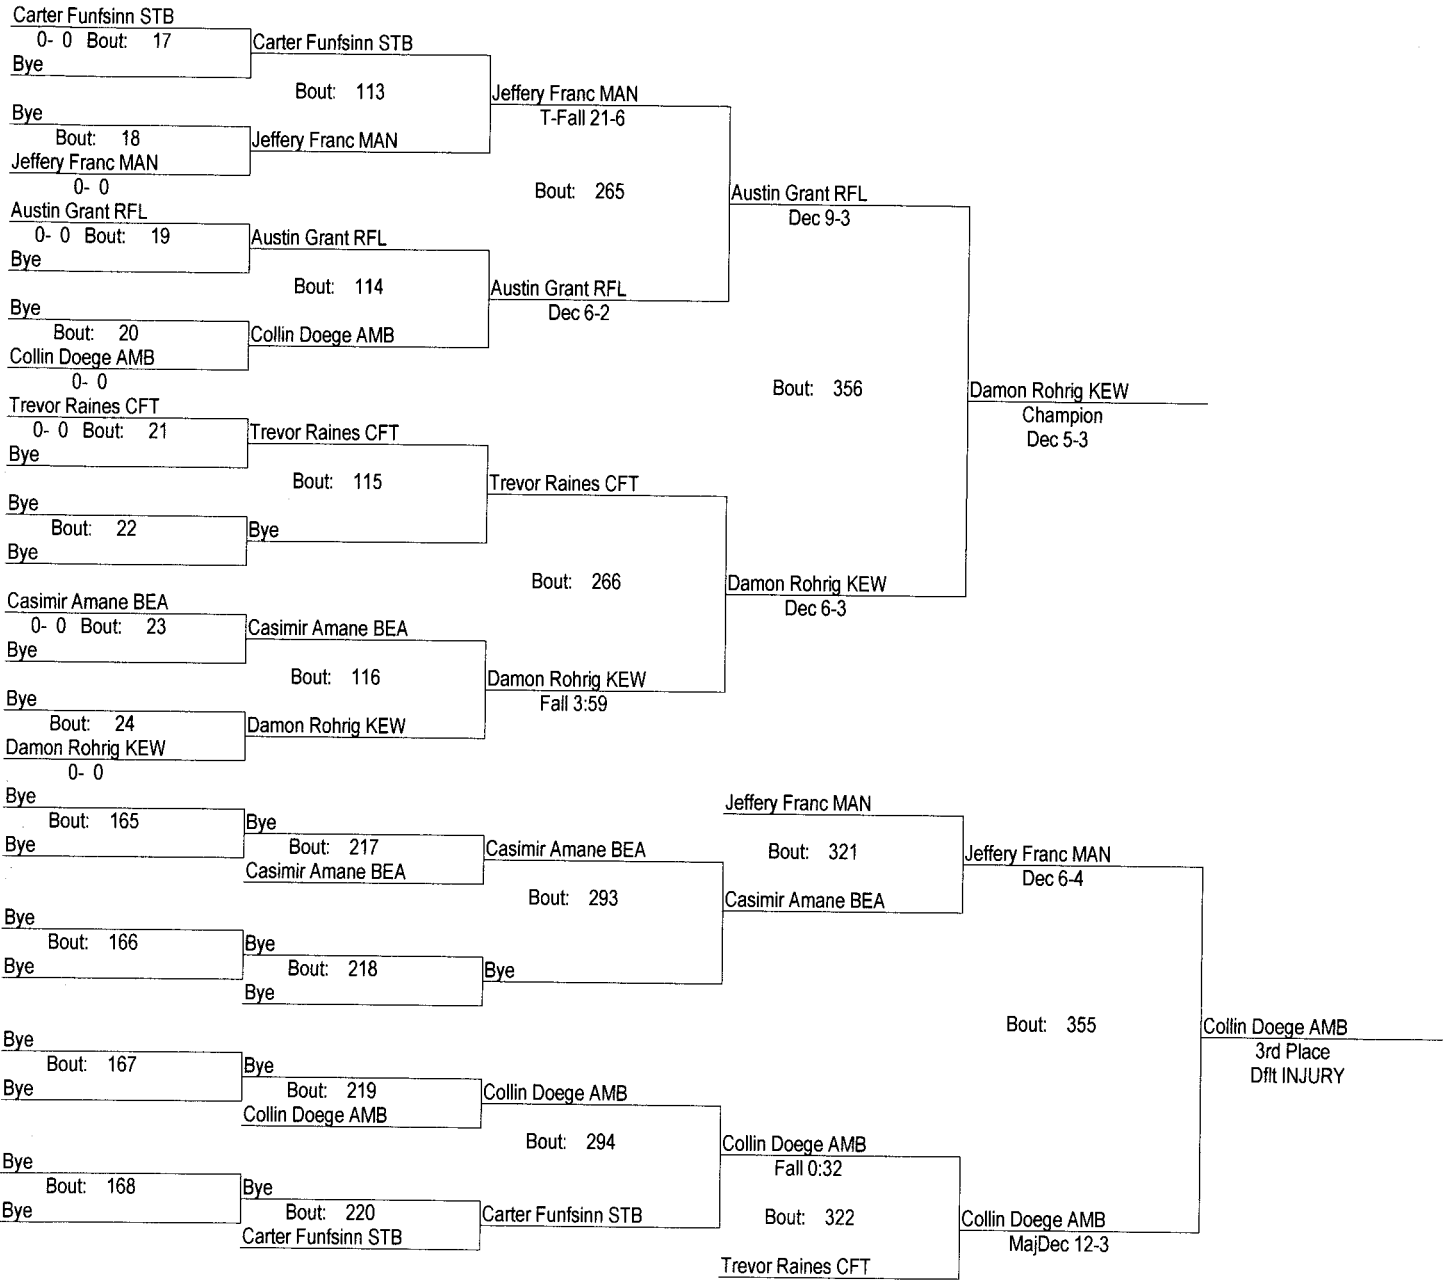 Carter Funfsinn STB
0- 0 Bout: 17
Bye
Carter Funfsinn STB
Bout: 113
Bye
Bout: 18
Jeffery Franc MAN
0- 0
Jeffery Franc MAN
Jeffery Franc MAN
T-Fall 21-6
Bout: 265
Austin Grant RFL
0- 0 Bout: 19
Bye
Austin Grant RFL
Bout: 114
Bye
Bout: 20
Collin Doege AMB
0- 0
Collin Doege AMB
Austin Grant RFL
Dec 6-2
Austin Grant RFL
Dec 9-3
Bout: 356
Trevor Raines CFT
0- 0 Bout: 21
Bye
Trevor Raines CFT
Bout: 115
Bye
Bout: 22
Bye
Bye
Trevor Raines CFT
Bout: 266
Casimir Amane BEA
0- 0 Bout: 23
Bye
Casimir Amane BEA
Bout: 116
Bye
Bout: 24
Damon Rohrig KEW
0- 0
Damon Rohrig KEW
Damon Rohrig KEW
Fall 3:59
Damon Rohrig KEW
Dec 6-3
Damon Rohrig KEW
Champion
Dec 5-3
Bye
Bout: 165
Bye
Bye
Bout: 217
Casimir Amane BEA
Casimir Amane BEA
Bout: 293
Bye
Bout: 166
Bye
Bye
Bout: 218
Bye
Bye
Jeffery Franc MAN
Bout: 321
Casimir Amane BEA
Jeffery Franc MAN
Dec 6-4
Bout: 355
Bye
Bout: 167
Bye
Bye
Bout: 219
Collin Doege AMB
Collin Doege AMB
Bout: 294
Bye
Bout: 168
Bye
Bye
Bout: 220
Carter Funfsinn STB
Carter Funfsinn STB
Collin Doege AMB
Fall 0:32
Bout: 322
Trevor Raines CFT
Collin Doege AMB
MajDec 12-3
Collin Doege AMB
3rd Place
Dflt INJURY